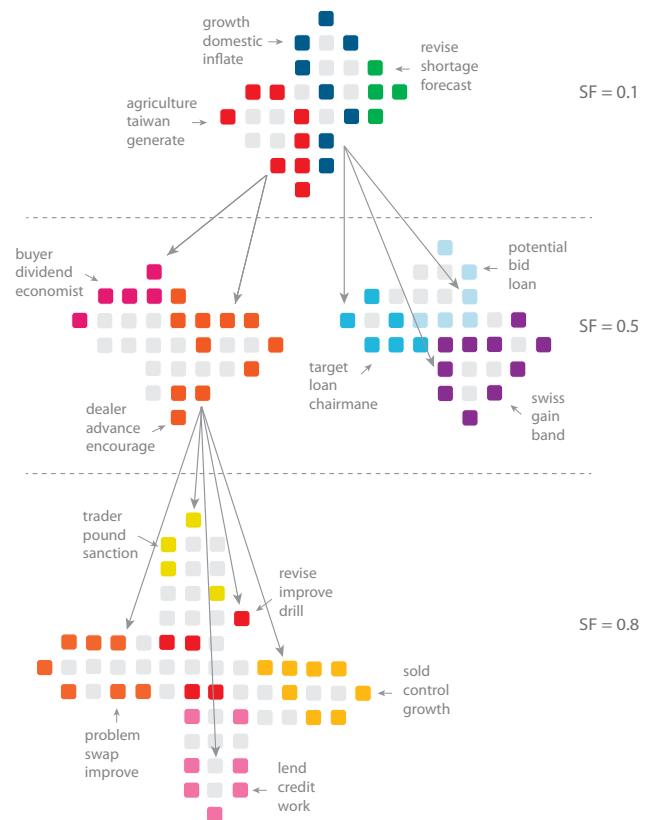 growth
domestic
inflate
revise
shortage
forecast
SF = 0.1
agriculture
taiwan
generate
buyer
dividend
economist
potential
bid
loan
SF = 0.5
target
loan
chairmane
dealer
advance
encourage
swiss
gain
band
trader
pound
sanction
revise
improve
drill
SF = 0.8
sold
control
growth
problem
swap
improve
lend
credit
work